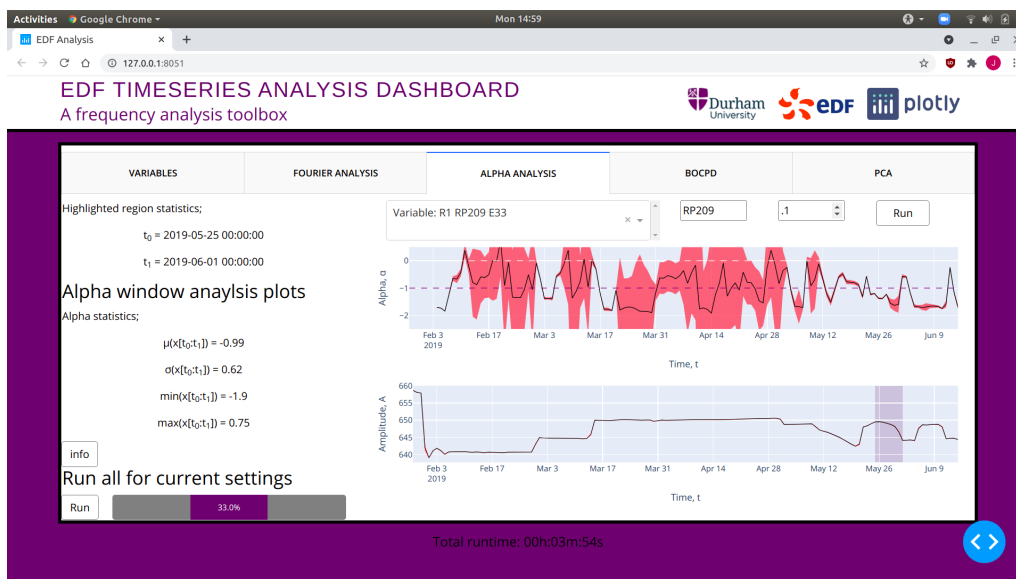 Activities Google Chrome Mon 14:59
EDF Analysis
127.0.0.1:8051
J
EDF TIMESERIES ANALYSIS DASHBOARD
A frequency analysis toolbox
Durham University
eDF
plotly
VARIABLES FOURIER ANALYSIS ALPHA ANALYSIS BOCPD PCA
Highlighted region statistics;
t0 = 2019-05-25 00:00:00
t1 = 2019-06-01 00:00:00
Alpha window anaylsis plots
Alpha statistics;
μ(x[t0:t1]) = -0.99
σ(x[t0:t1]) = 0.62
min(x[t0:t1]) = -1.9
max(x[t0:t1]) = 0.75
info
Run all for current settings
Run 33.0%
Variable: R1 RP209 E33 RP209 .1 Run
Alpha, α
0
−1
−2
Feb 3 Feb 17 Mar 3 Mar 17 Mar 31 Apr 14 Apr 28 May 12 May 26 Jun 9
2019
Time, t
Amplitude, A
660
655
650
645
640
Feb 3 Feb 17 Mar 3 Mar 17 Mar 31 Apr 14 Apr 28 May 12 May 26 Jun 9
2019
Time, t
Total runtime: 00h:03m:54s